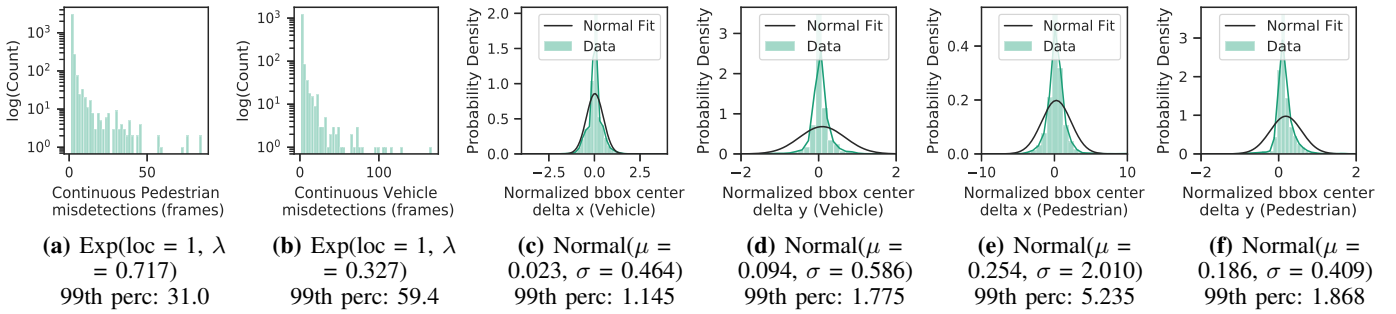 log(Count)
10³
10²
10¹
10⁰
0
50
Continuous Pedestrian
misdetections (frames)
(a) Exp(loc = 1, λ
= 0.717)
99th perc: 31.0
log(Count)
10³
10²
10¹
10⁰
0
100
Continuous Vehicle
misdetections (frames)
(b) Exp(loc = 1, λ
= 0.327)
99th perc: 59.4
Probability Density
2.0
1.5
1.0
0.5
0.0
Normal Fit
Data
−2.5
0.0
2.5
Normalized bbox center
delta x (Vehicle)
(c) Normal(μ =
0.023, σ = 0.464)
99th perc: 1.145
Probability Density
3
2
1
0
Normal Fit
Data
−2
0
2
Normalized bbox center
delta y (Vehicle)
(d) Normal(μ =
0.094, σ = 0.586)
99th perc: 1.775
Probability Density
0.4
0.2
0.0
Normal Fit
Data
−10
0
10
Normalized bbox center
delta x (Pedestrian)
(e) Normal(μ =
0.254, σ = 2.010)
99th perc: 5.235
Probability Density
3
2
1
0
Normal Fit
Data
−2
0
2
Normalized bbox center
delta y (Pedestrian)
(f) Normal(μ =
0.186, σ = 0.409)
99th perc: 1.868